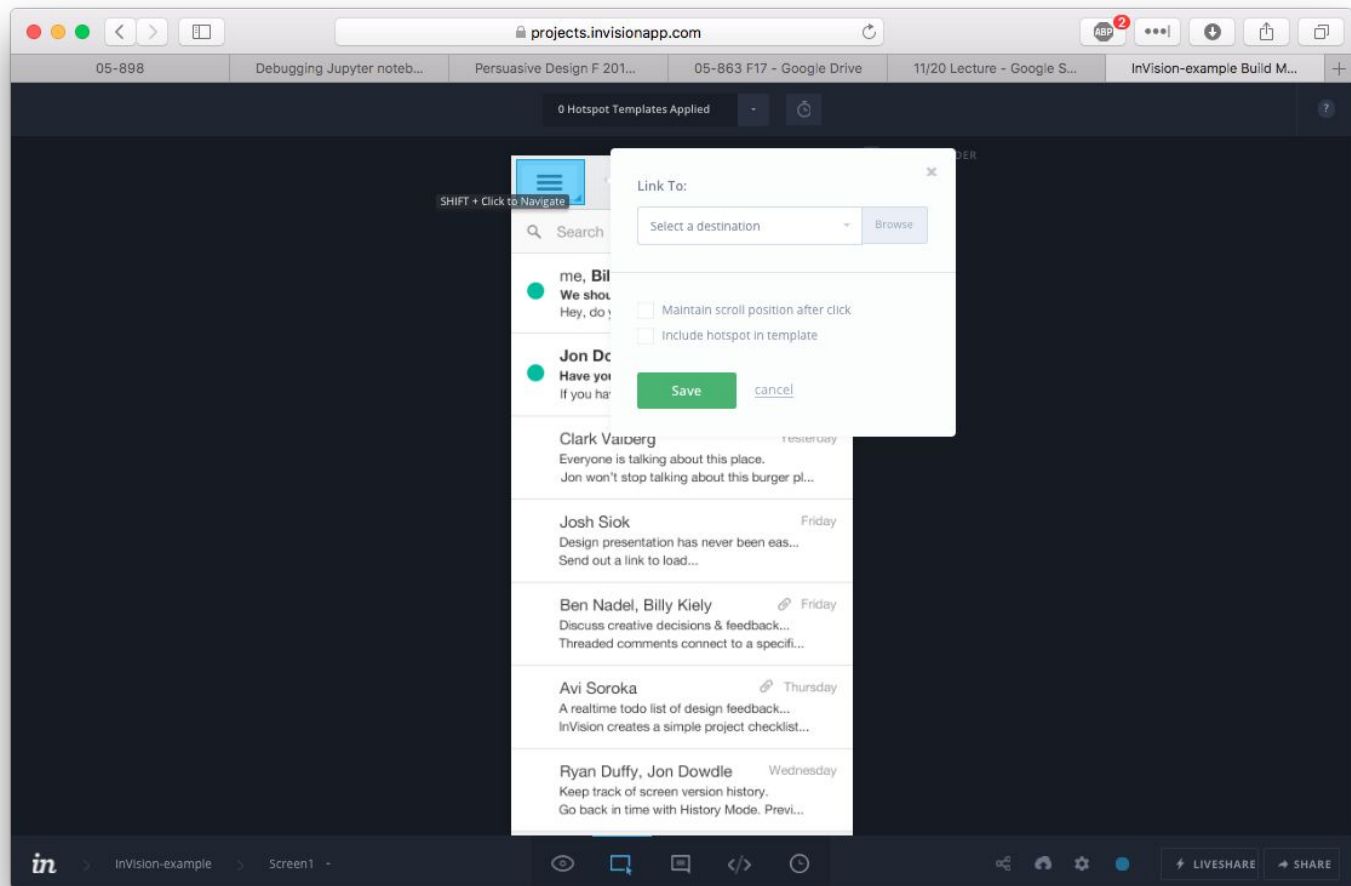 projects.invisionapp.com
ABP 2
05-898
Debugging Jupyter noteb...
Persuasive Design F 201...
05-863 F17 - Google Drive
11/20 Lecture - Google S...
InVision-example Build M...
0 Hotspot Templates Applied
?
DER
SHIFT + Click to Navigate
Link To:
Select a destination
Browse
Maintain scroll position after click
Include hotspot in template
Save
cancel
Search
me, Bil
We shou
Hey, do y
Jon Do
Have you
If you ha
Clark Valberg Yesterday
Everyone is talking about this place.
Jon won't stop talking about this burger pl...
Josh Siok Friday
Design presentation has never been eas...
Send out a link to load...
Ben Nadel, Billy Kiely Friday
Discuss creative decisions & feedback...
Threaded comments connect to a specifi...
Avi Soroka Thursday
A realtime todo list of design feedback...
InVision creates a simple project checklist...
Ryan Duffy, Jon Dowdle Wednesday
Keep track of screen version history.
Go back in time with History Mode. Previ...
in
InVision-example
Screen1
</>
LIVESHARE
SHARE